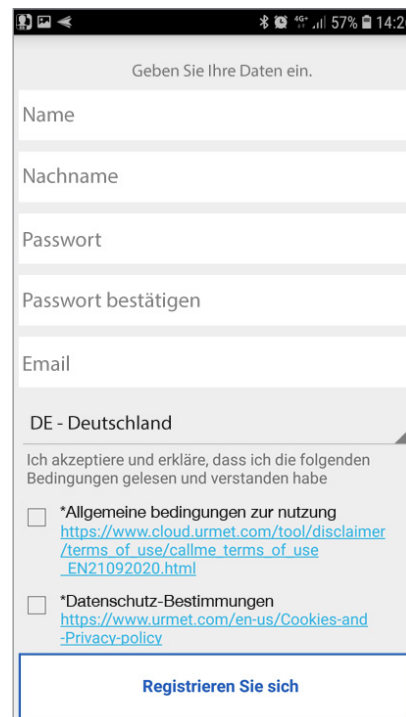 4G+ 57% 14:2
Geben Sie Ihre Daten ein.
Name
Nachname
Passwort
Passwort bestätigen
Email
DE - Deutschland
Ich akzeptiere und erkläre, dass ich die folgenden
Bedingungen gelesen und verstanden habe
*Allgemeine bedingungen zur nutzung
https://www.cloud.urmet.com/tool/disclaimer
/terms_of_use/callme_terms_of_use
_EN21092020.html
*Datenschutz-Bestimmungen
https://www.urmet.com/en-us/Cookies-and
-Privacy-policy
Registrieren Sie sich